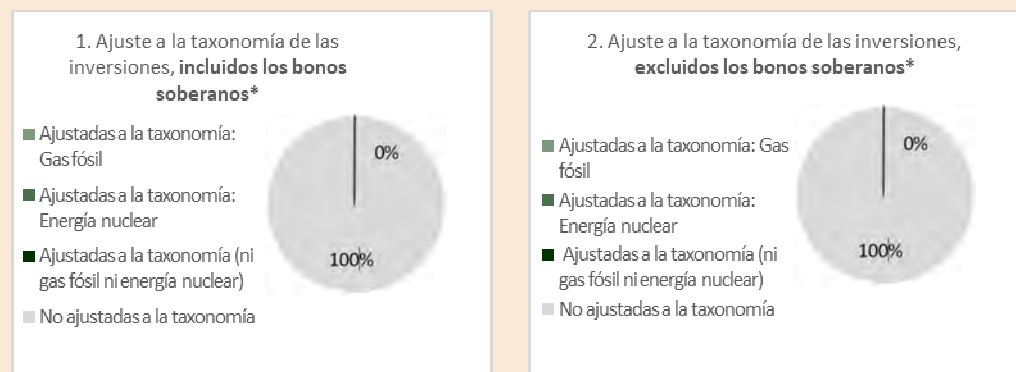 1. Ajuste a la taxonomía de las
inversiones, incluidos los bonos
soberanos*
Ajustadas a la taxonomía:
Gas fósil
Ajustadas a la taxonomía:
Energía nuclear
Ajustadas a la taxonomía (ni
gas fósil ni energía nuclear)
No ajustadas a la taxonomía
0%
100%
2. Ajuste a la taxonomía de las inversiones,
excluidos los bonos soberanos*
Ajustadas a la taxonomía: Gas
fósil
Ajustadas a la taxonomía:
Energía nuclear
Ajustadas a la taxonomía (ni
gas fósil ni energía nuclear)
No ajustadas a la taxonomía
0%
100%